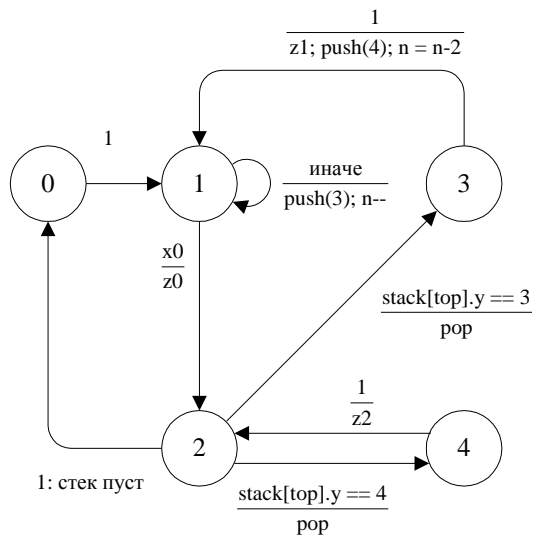 1
z1; push(4); n = n-2
1
0
1
иначе
push(3); n--
3
x0
z0
stack[top].y == 3
pop
1
z2
2
4
1: стек пуст
stack[top].y == 4
pop